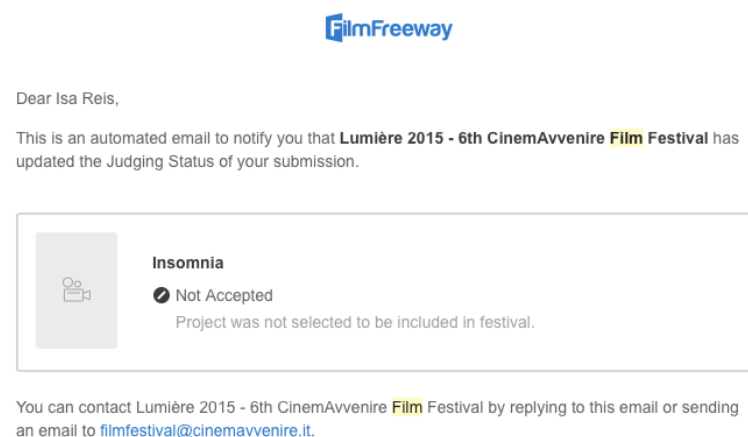 FilmFreeway
Dear Isa Reis,
This is an automated email to notify you that Lumière 2015 - 6th CinemAvvenire Film Festival has
updated the Judging Status of your submission.
Insomnia
Not Accepted
Project was not selected to be included in festival.
You can contact Lumière 2015 - 6th CinemAvvenire Film Festival by replying to this email or sending
an email to filmfestival@cinemavvenire.it.